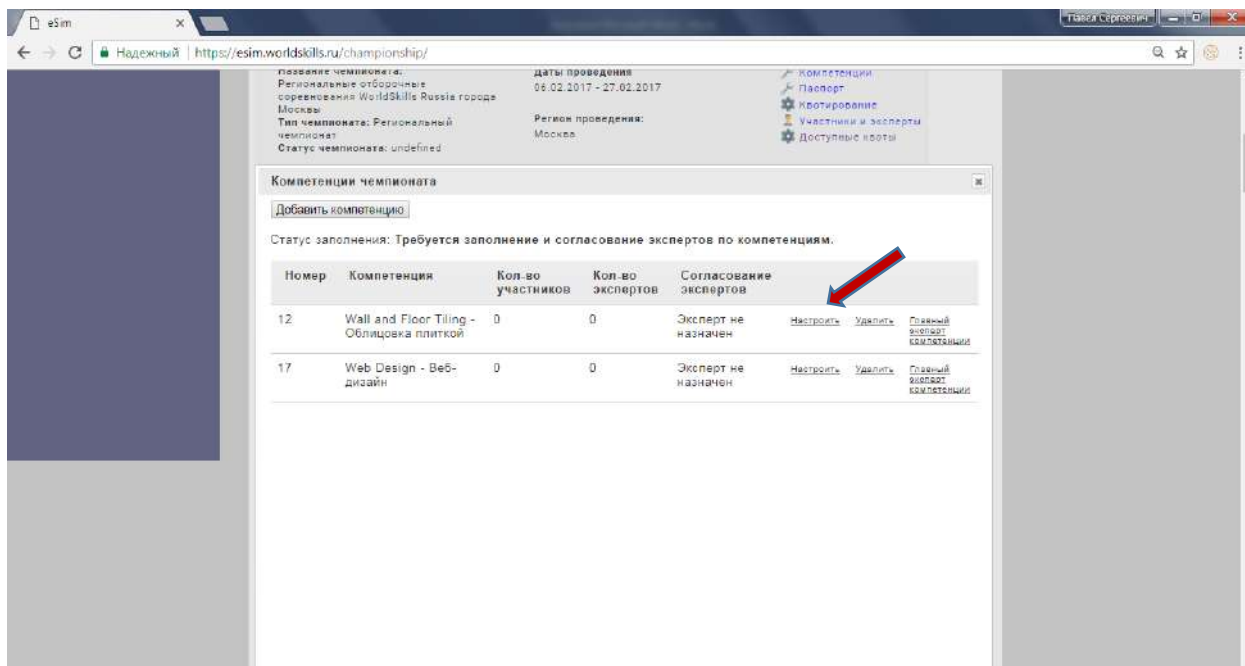 eSim
Павел Сергеевич
Надежный | https://esim.worldskills.ru/championship/
Название чемпионата:
Региональные отборочные
соревнования WorldSkills Russia города
Москвы
Тип чемпионата: Региональный
чемпионат
Статус чемпионата: undefined
Даты проведения
06.02.2017 - 27.02.2017
Регион проведения:
Москва
Компетенции
Паспорт
Квотирование
Участники и эксперты
Доступные квоты
Компетенции чемпионата
Добавить компетенцию
Статус заполнения: Требуется заполнение и согласование экспертов по компетенциям.
Номер Компетенция Кол-во участников Кол-во экспертов Согласование экспертов
12 Wall and Floor Tiling - Облицовка плиткой 0 0 Эксперт не назначен Настроить Удалить Главный эксперт компетенции
17 Web Design - Веб-дизайн 0 0 Эксперт не назначен Настроить Удалить Главный эксперт компетенции